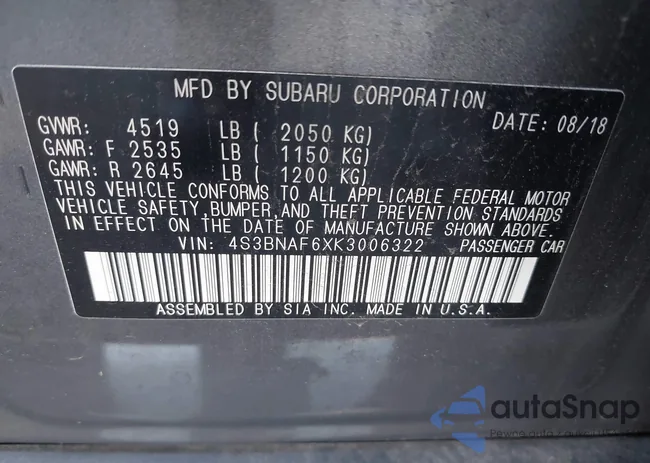 MFD BY SUBARU CORPORATION
DATE: 08/18
GVWR: 4519 LB ( 2050 KG)
GAWR: F 2535 LB ( 1150 KG)
GAWR: R 2645 LB ( 1200 KG)
THIS VEHICLE CONFORMS TO ALL APPLICABLE FEDERAL MOTOR
VEHICLE SAFETY, BUMPER, AND THEFT PREVENTION STANDARDS
IN EFFECT ON THE DATE OF MANUFACTURE SHOWN ABOVE.
VIN: 4S3BNAF6XK3006322 PASSENGER CAR
ASSEMBLED BY SIA INC. MADE IN U.S.A.
autaSnap